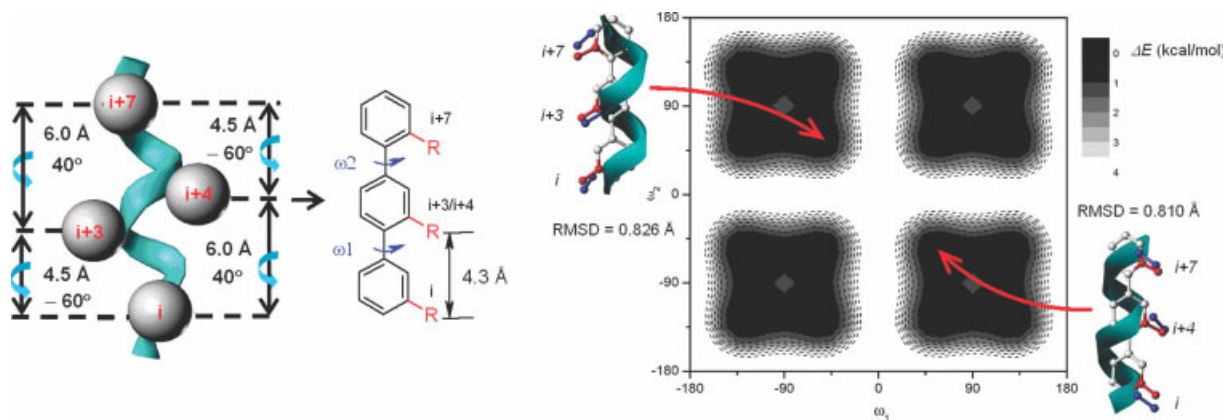 i+7
6.0 Å
40°
4.5 Å
– 60°
i+4
i+3
4.5 Å
– 60°
6.0 Å
40°
i
i+7
R
ω2
i+3/i+4
R
ω1
4.3 Å
i
R
i+7
i+3
i
RMSD = 0.826 Å
180
90
0
-90
-180
ω2
-180
-90
0
90
180
ω1
ΔE (kcal/mol)
0
1
2
3
4
RMSD = 0.810 Å
i+7
i+4
i